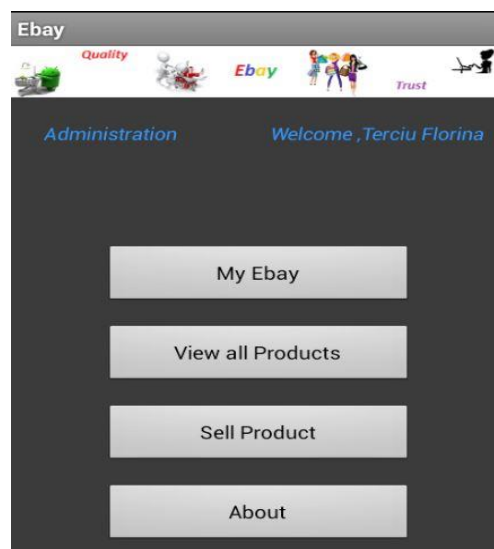 Ebay
Quality
Ebay
Trust
Administration Welcome ,Terciu Florina
My Ebay
View all Products
Sell Product
About